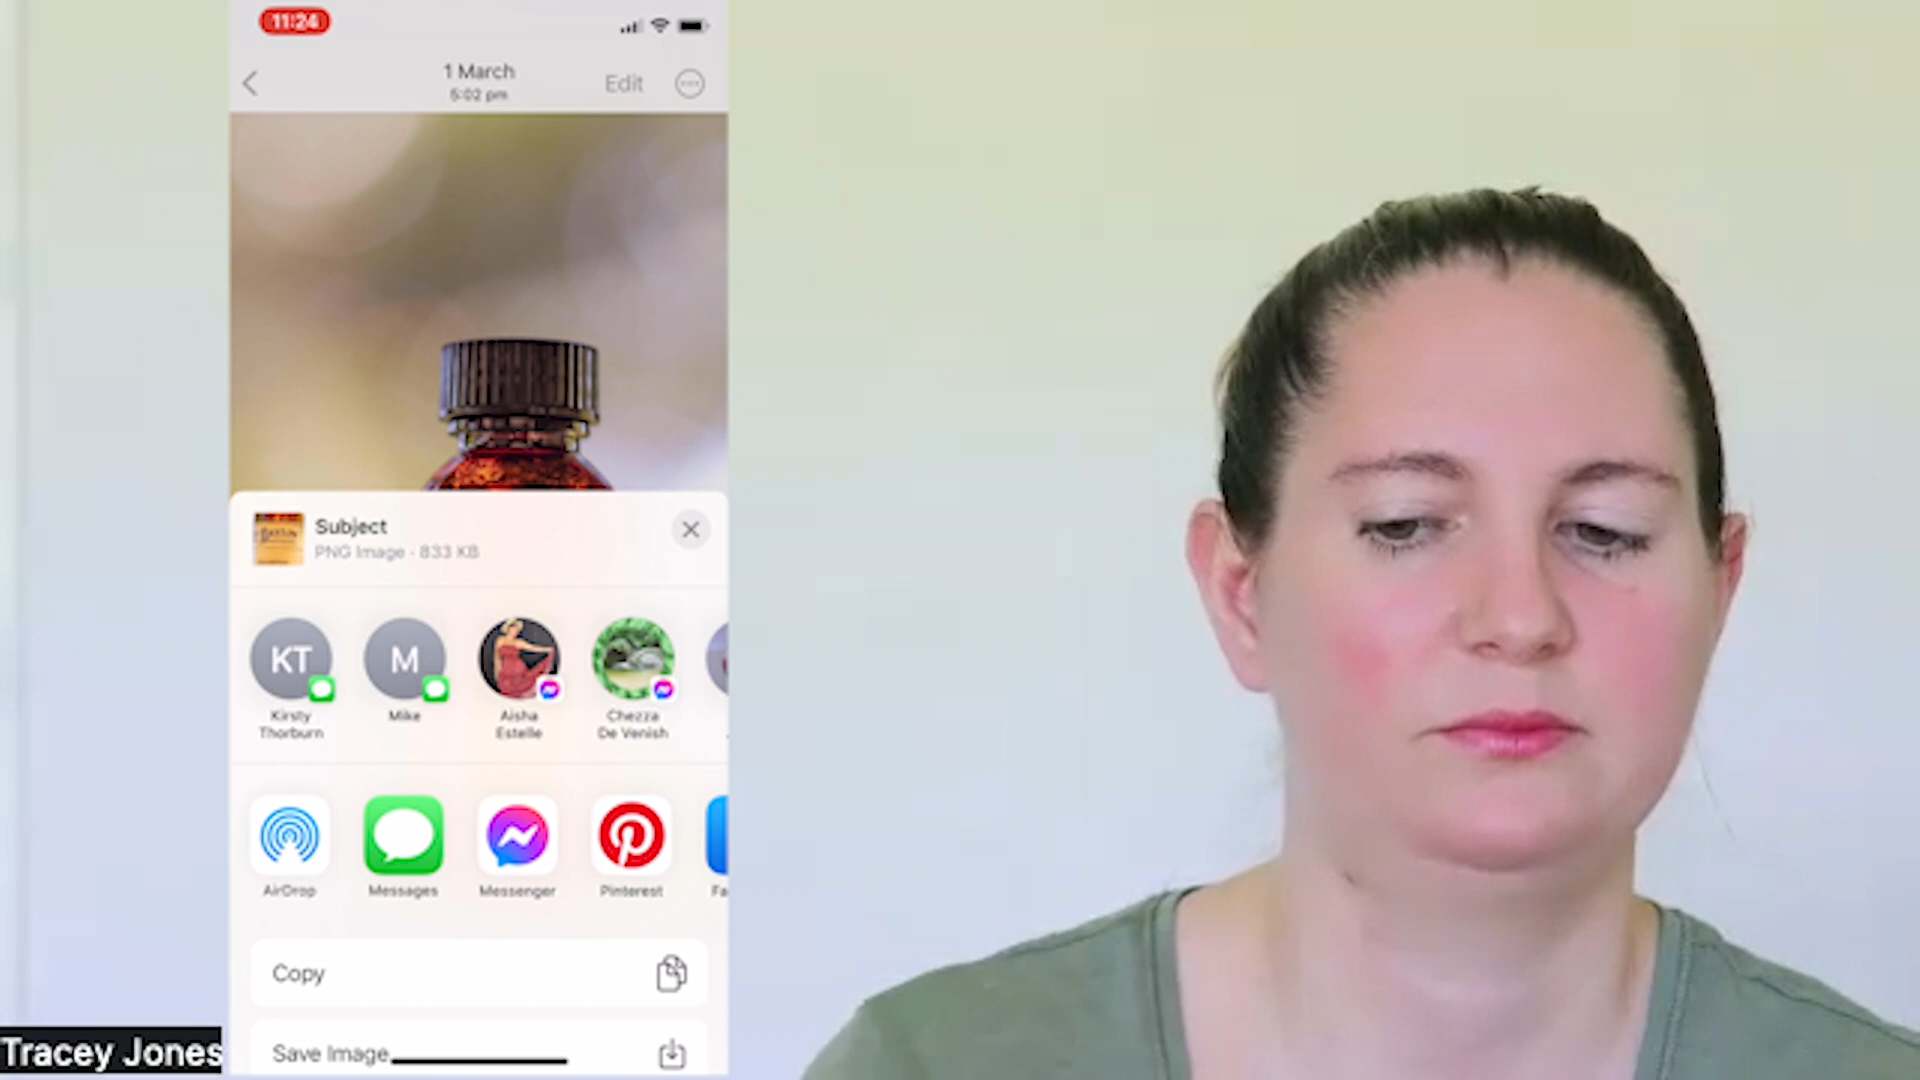 11:24
1 March
5:02 pm
Edit
Subject
PNG Image · 833 KB
KT
M
Kirsty
Thorburn
Mike
Aisha
Estelle
Chezza
De Venish
AirDrop
Messages
Messenger
Pinterest
Fa
Copy
Save Image
Tracey Jones